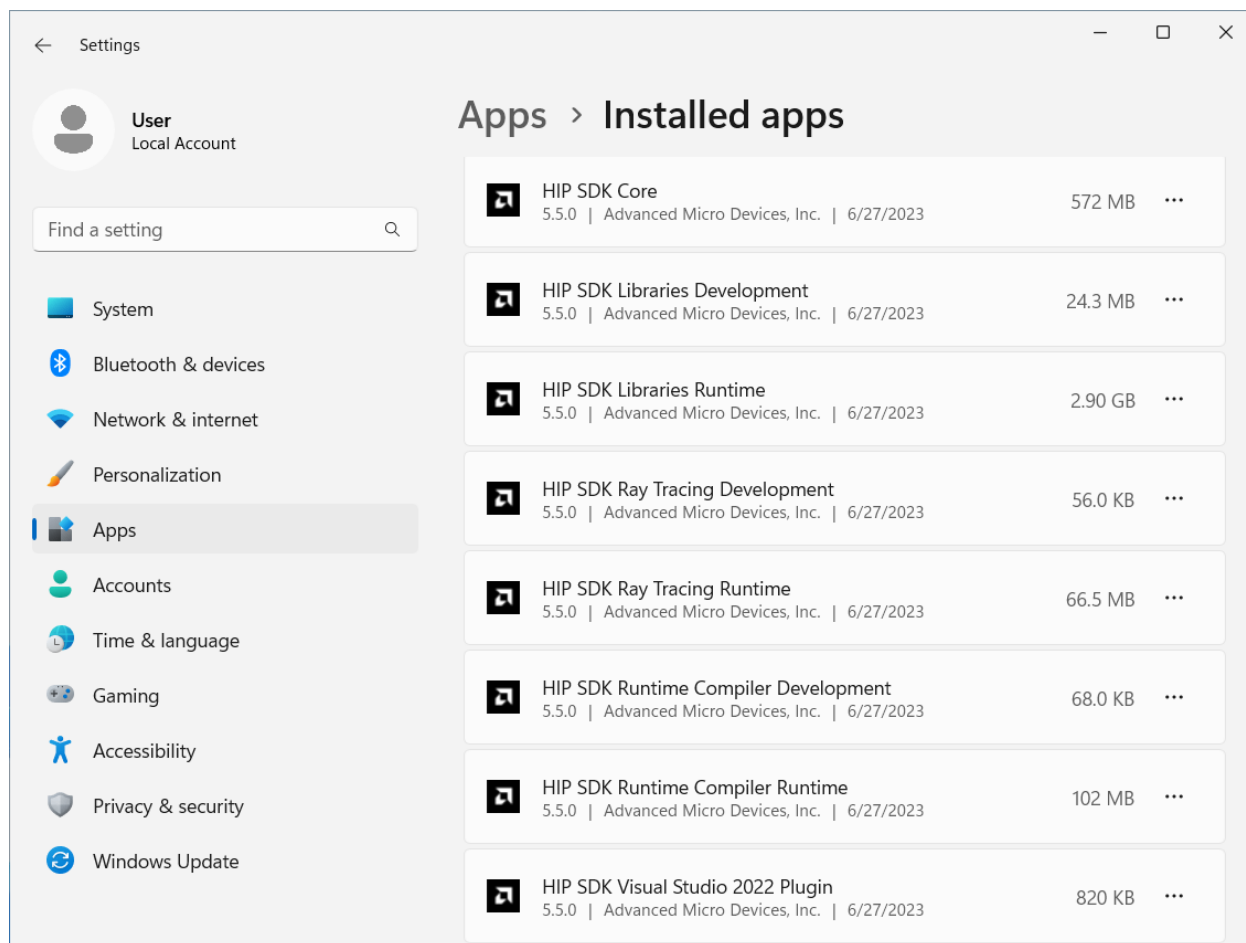 Settings
User
Local Account
Find a setting
System
Bluetooth & devices
Network & internet
Personalization
Apps
Accounts
Time & language
Gaming
Accessibility
Privacy & security
Windows Update
Apps › Installed apps
HIP SDK Core
5.5.0 | Advanced Micro Devices, Inc. | 6/27/2023
572 MB
HIP SDK Libraries Development
5.5.0 | Advanced Micro Devices, Inc. | 6/27/2023
24.3 MB
HIP SDK Libraries Runtime
5.5.0 | Advanced Micro Devices, Inc. | 6/27/2023
2.90 GB
HIP SDK Ray Tracing Development
5.5.0 | Advanced Micro Devices, Inc. | 6/27/2023
56.0 KB
HIP SDK Ray Tracing Runtime
5.5.0 | Advanced Micro Devices, Inc. | 6/27/2023
66.5 MB
HIP SDK Runtime Compiler Development
5.5.0 | Advanced Micro Devices, Inc. | 6/27/2023
68.0 KB
HIP SDK Runtime Compiler Runtime
5.5.0 | Advanced Micro Devices, Inc. | 6/27/2023
102 MB
HIP SDK Visual Studio 2022 Plugin
5.5.0 | Advanced Micro Devices, Inc. | 6/27/2023
820 KB